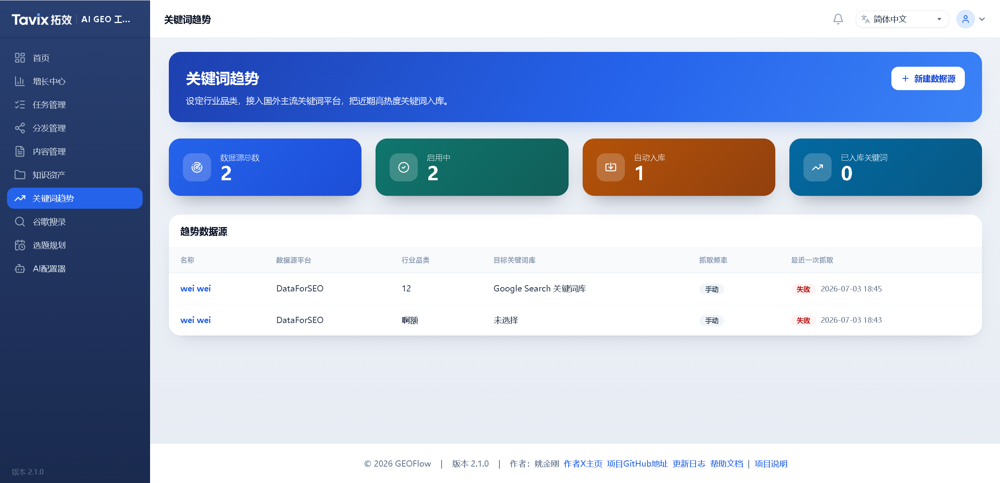 Tavix 拓效 | AI GEO 工...
关键词趋势
简体中文
首页
增长中心
任务管理
分发管理
内容管理
知识资产
关键词趋势
谷歌搜录
选题规划
AI配置器
版本 2.1.0
关键词趋势
设定行业品类，接入国外主流关键词平台，把近期高热度关键词入库。
+ 新建数据源
数据源总数
2
启用中
2
自动入库
1
已入库关键词
0
趋势数据源
名称 数据源平台 行业品类 目标关键词库 抓取频率 最近一次抓取
wei wei DataForSEO 12 Google Search 关键词库 手动 失败 2026-07-03 18:45
wei wei DataForSEO 啊额 未选择 手动 失败 2026-07-03 18:43
© 2026 GEOFlow | 版本 2.1.0 | 作者：姚金刚 作者X主页 项目GitHub地址 更新日志 帮助文档 | 项目说明